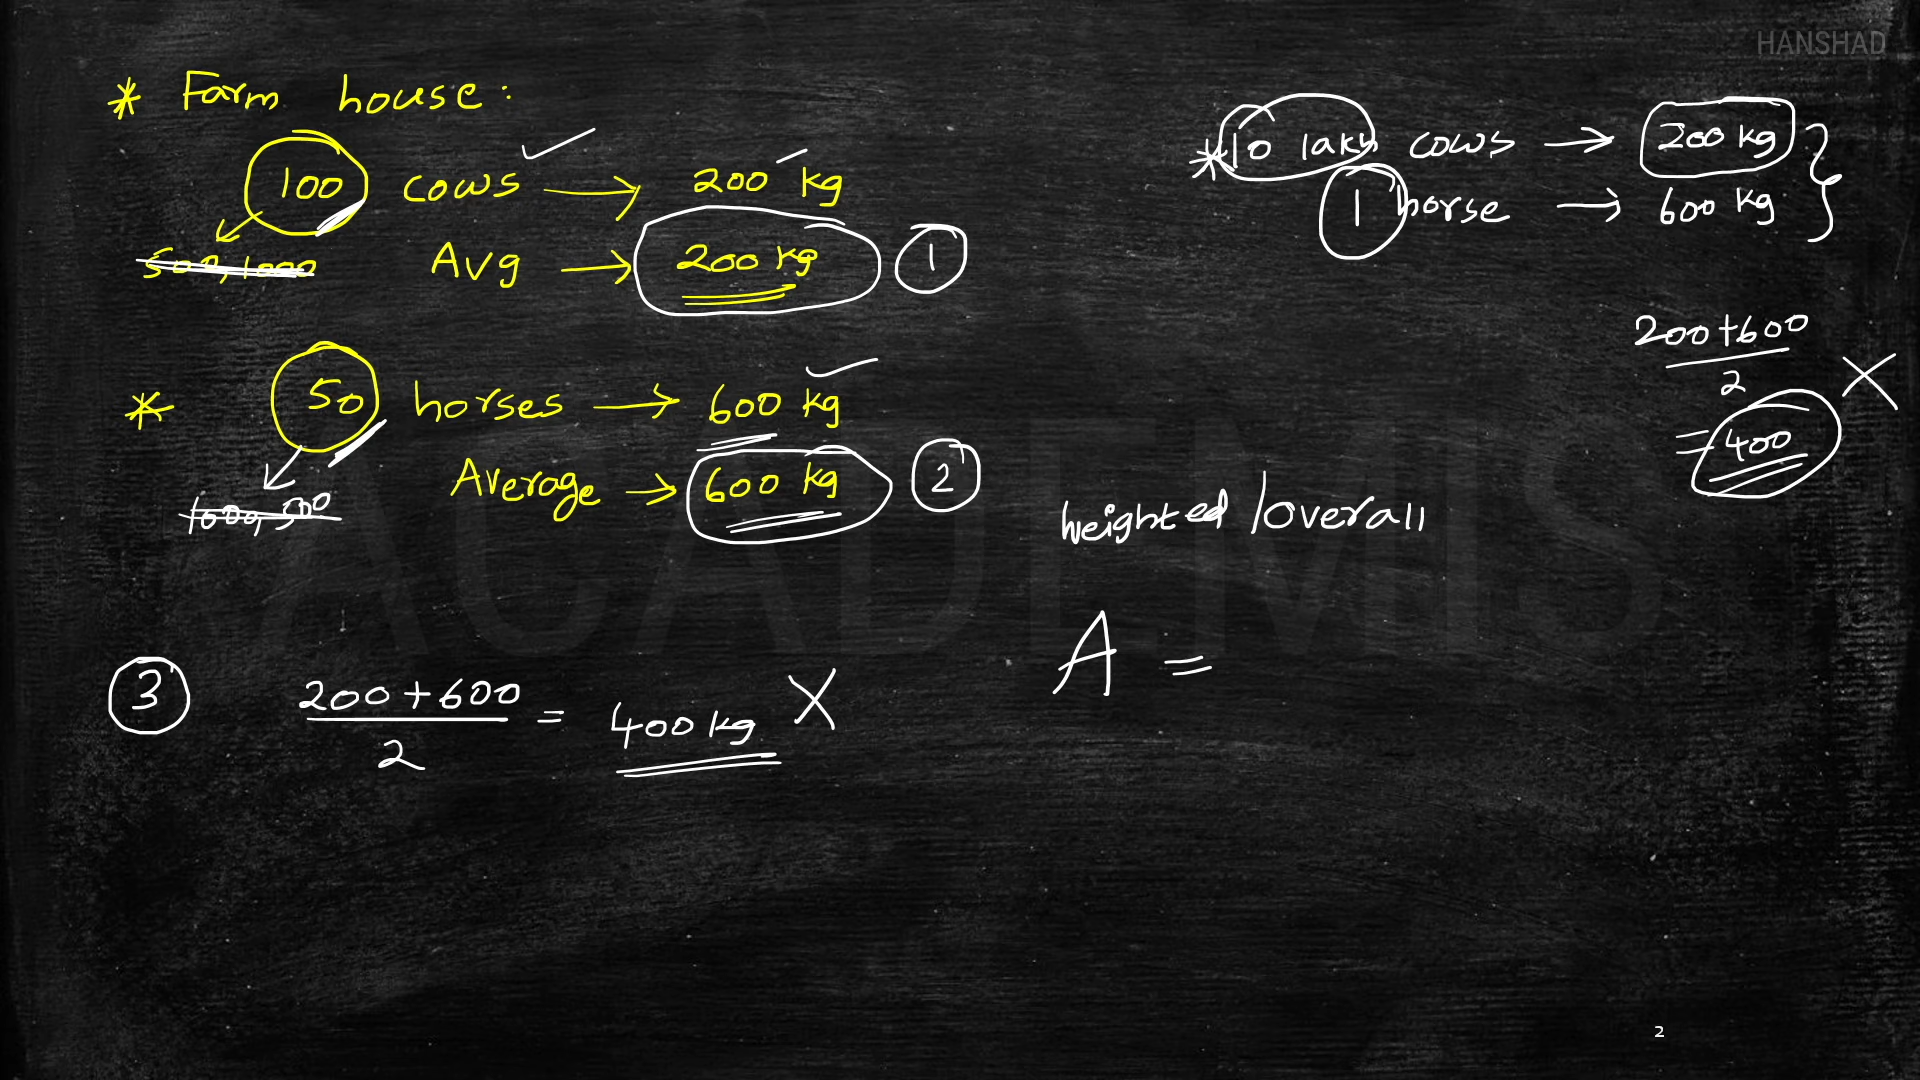 HANSHAD
* Farm house:
100 cows → 200 kg
500, 1000
Avg → 200 kg 1
* 50 horses → 600 kg
Average → 600 kg 2
1000, 500
3 200+600 / 2 = 400 kg X
* 10 lakh cows → 200 kg
1 horse → 600 kg
200+600
2
= 400 X
weighted / overall
A =
ACADEMIS
2